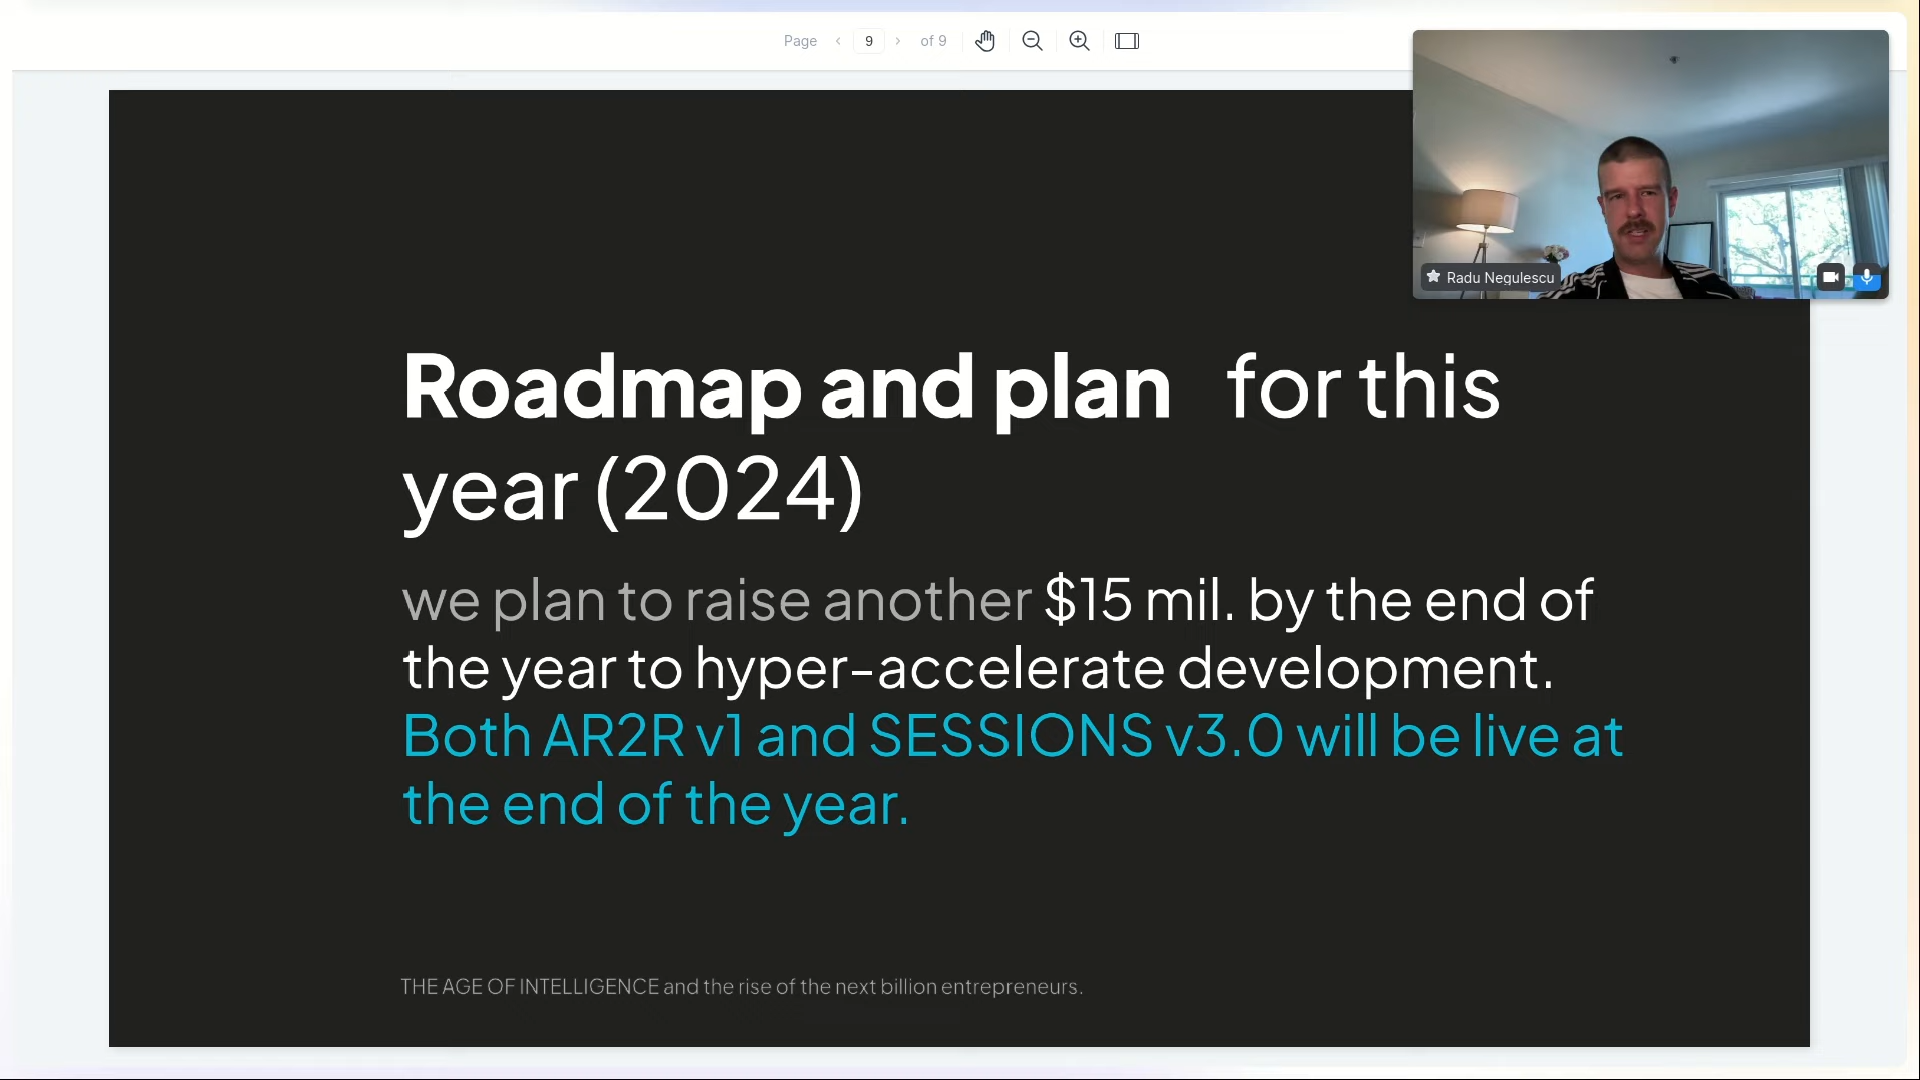 Page 9 of 9
Radu Negulescu
Roadmap and plan for this
year (2024)
we plan to raise another $15 mil. by the end of
the year to hyper-accelerate development.
Both AR2R v1 and SESSIONS v3.0 will be live at
the end of the year.
THE AGE OF INTELLIGENCE and the rise of the next billion entrepreneurs.